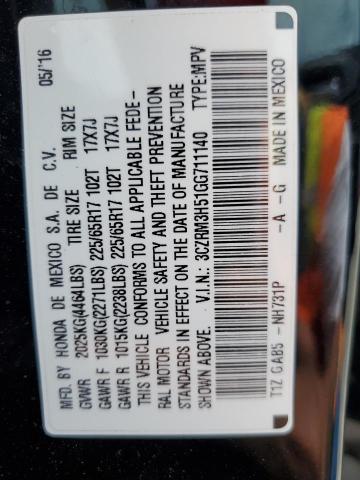 MFD. BY HONDA DE MEXICO S.A. DE C.V. 05/'16
GVWR 2025KG(4464LBS) TIRE SIZE RIM SIZE
GAWR F 1030KG(2271LBS) 225/65R17 102T 17X7J
GAWR R 1015KG(2238LBS) 225/65R17 102T 17X7J
THIS VEHICLE CONFORMS TO ALL APPLICABLE FEDE-
RAL MOTOR VEHICLE SAFETY AND THEFT PREVENTION
STANDARDS IN EFFECT ON THE DATE OF MANUFACTURE
SHOWN ABOVE. V.I.N.: 3CZRM3H51GG711140 TYPE:MPV
T1Z GAB5 -NH731P -A -G MADE IN MEXICO